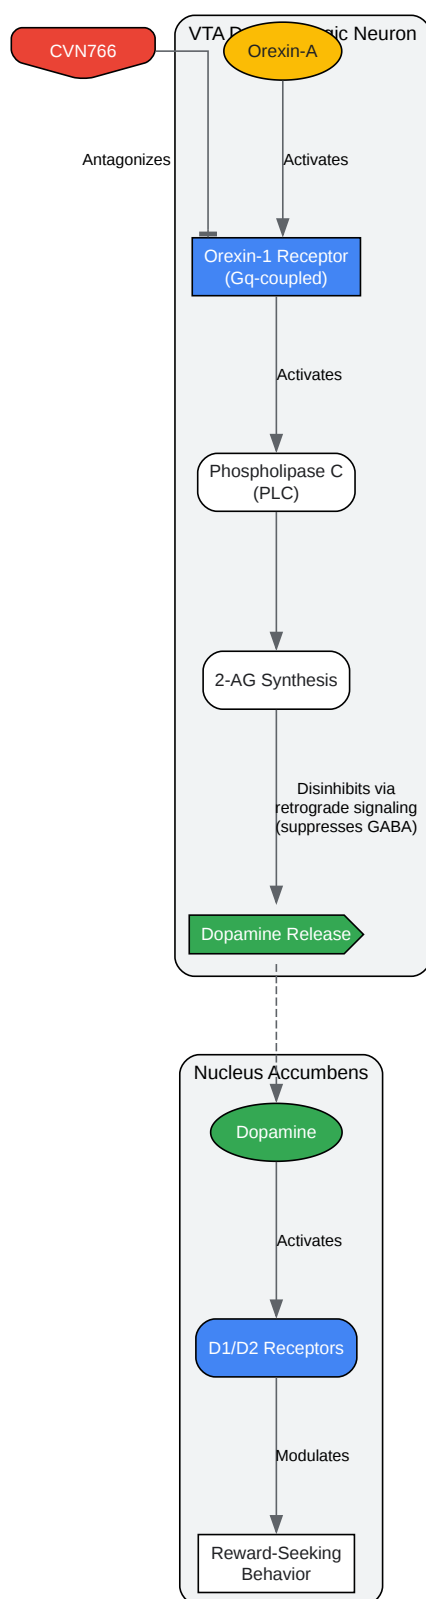 VTA D
gic Neuron
CVN766
Orexin-A
Antagonizes
Activates
Orexin-1 Receptor
(Gq-coupled)
Activates
Phospholipase C
(PLC)
2-AG Synthesis
Disinhibits via
retrograde signaling
(suppresses GABA)
Dopamine Release
Nucleus Accumbens
Dopamine
Activates
D1/D2 Receptors
Modulates
Reward-Seeking
Behavior